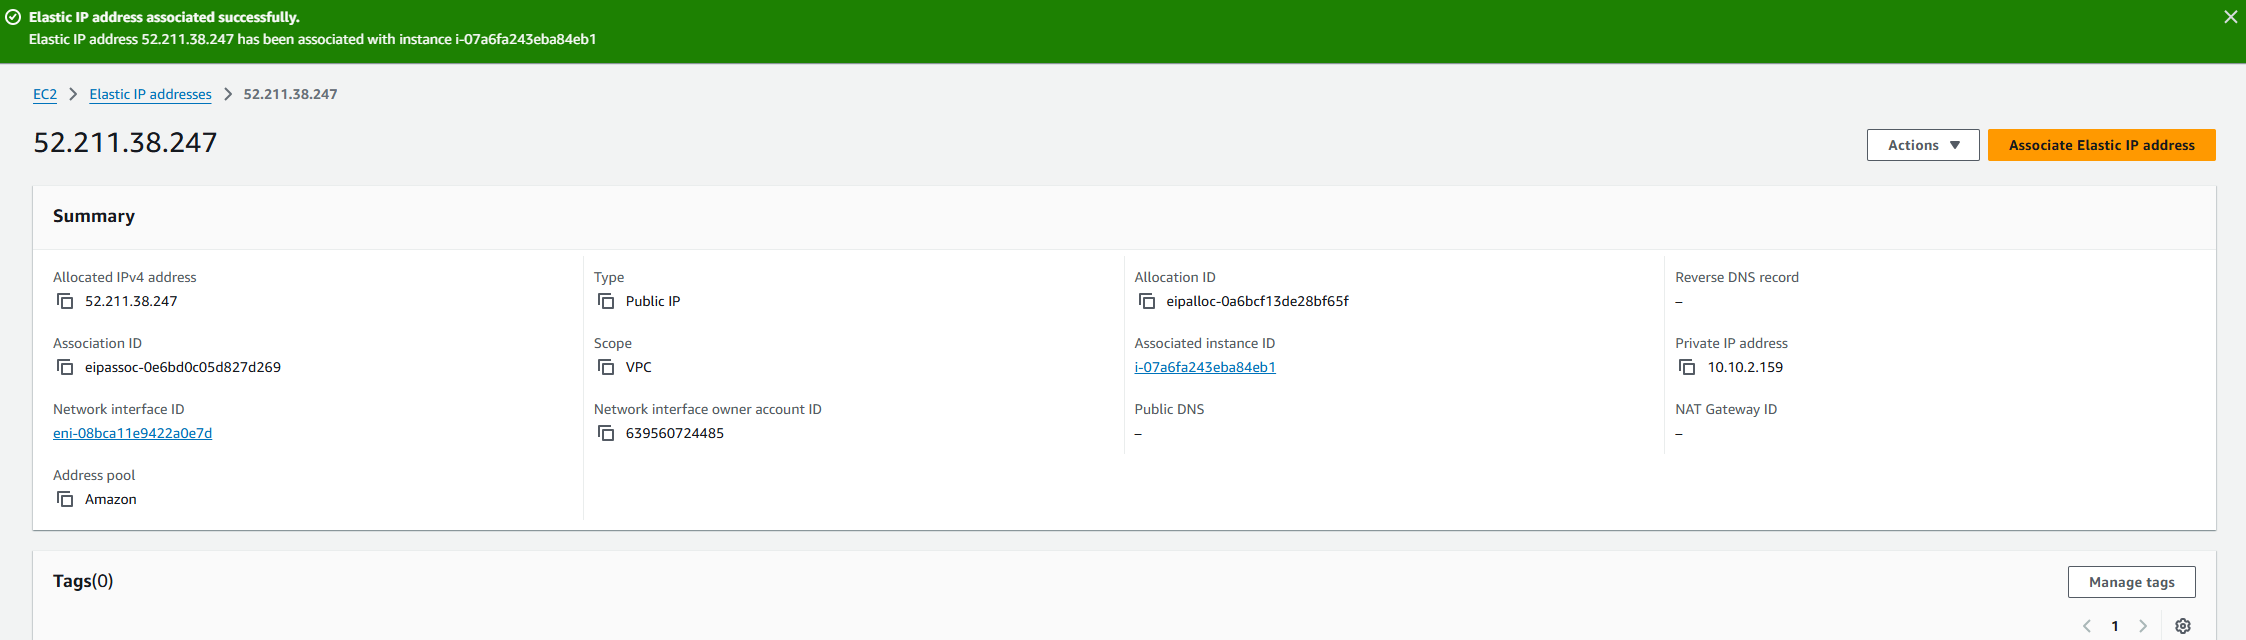 Elastic IP address associated successfully.
Elastic IP address 52.211.38.247 has been associated with instance i-07a6fa243eba84eb1
EC2 > Elastic IP addresses > 52.211.38.247
52.211.38.247
Actions
Associate Elastic IP address
Summary
Allocated IPv4 address
52.211.38.247
Type
Public IP
Allocation ID
eipalloc-0a6bcf13de28bf65f
Reverse DNS record
–
Association ID
eipassoc-0e6bd0c05d827d269
Scope
VPC
Associated instance ID
i-07a6fa243eba84eb1
Private IP address
10.10.2.159
Network interface ID
eni-08bca11e9422a0e7d
Network interface owner account ID
639560724485
Public DNS
–
NAT Gateway ID
–
Address pool
Amazon
Tags(0)
Manage tags
1